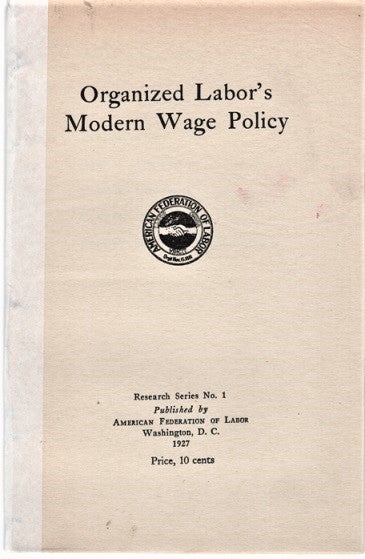 Organized Labor's
Modern Wage Policy
AMERICAN FEDERATION OF LABOR
Research Series No. 1
Published by
AMERICAN FEDERATION OF LABOR
Washington, D. C.
1927
Price, 10 cents